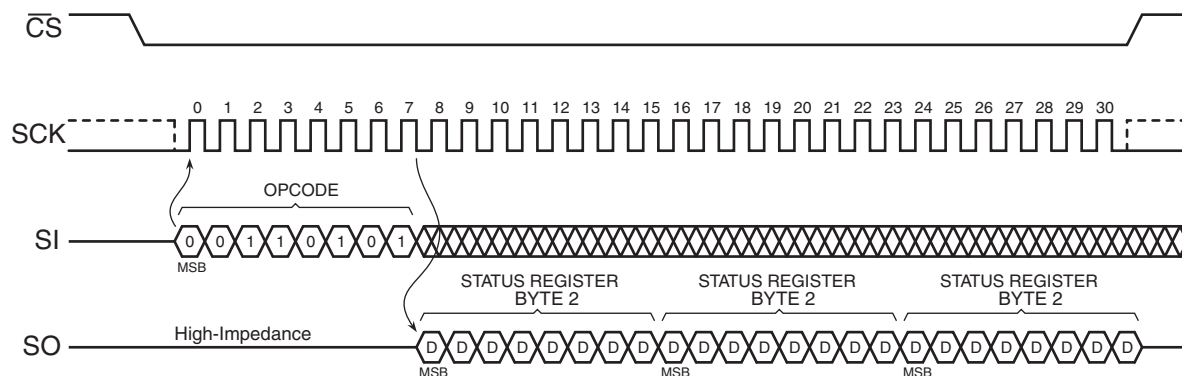 CS
0 1 2 3 4 5 6 7 8 9 10 11 12 13 14 15 16 17 18 19 20 21 22 23 24 25 26 27 28 29 30
SCK
OPCODE
SI
0 0 1 1 0 1 0 1
MSB
STATUS REGISTER
BYTE 2
STATUS REGISTER
BYTE 2
STATUS REGISTER
BYTE 2
High-Impedance
SO
D D D D D D D D D D D D D D D D D D D D D D D D
MSB MSB MSB